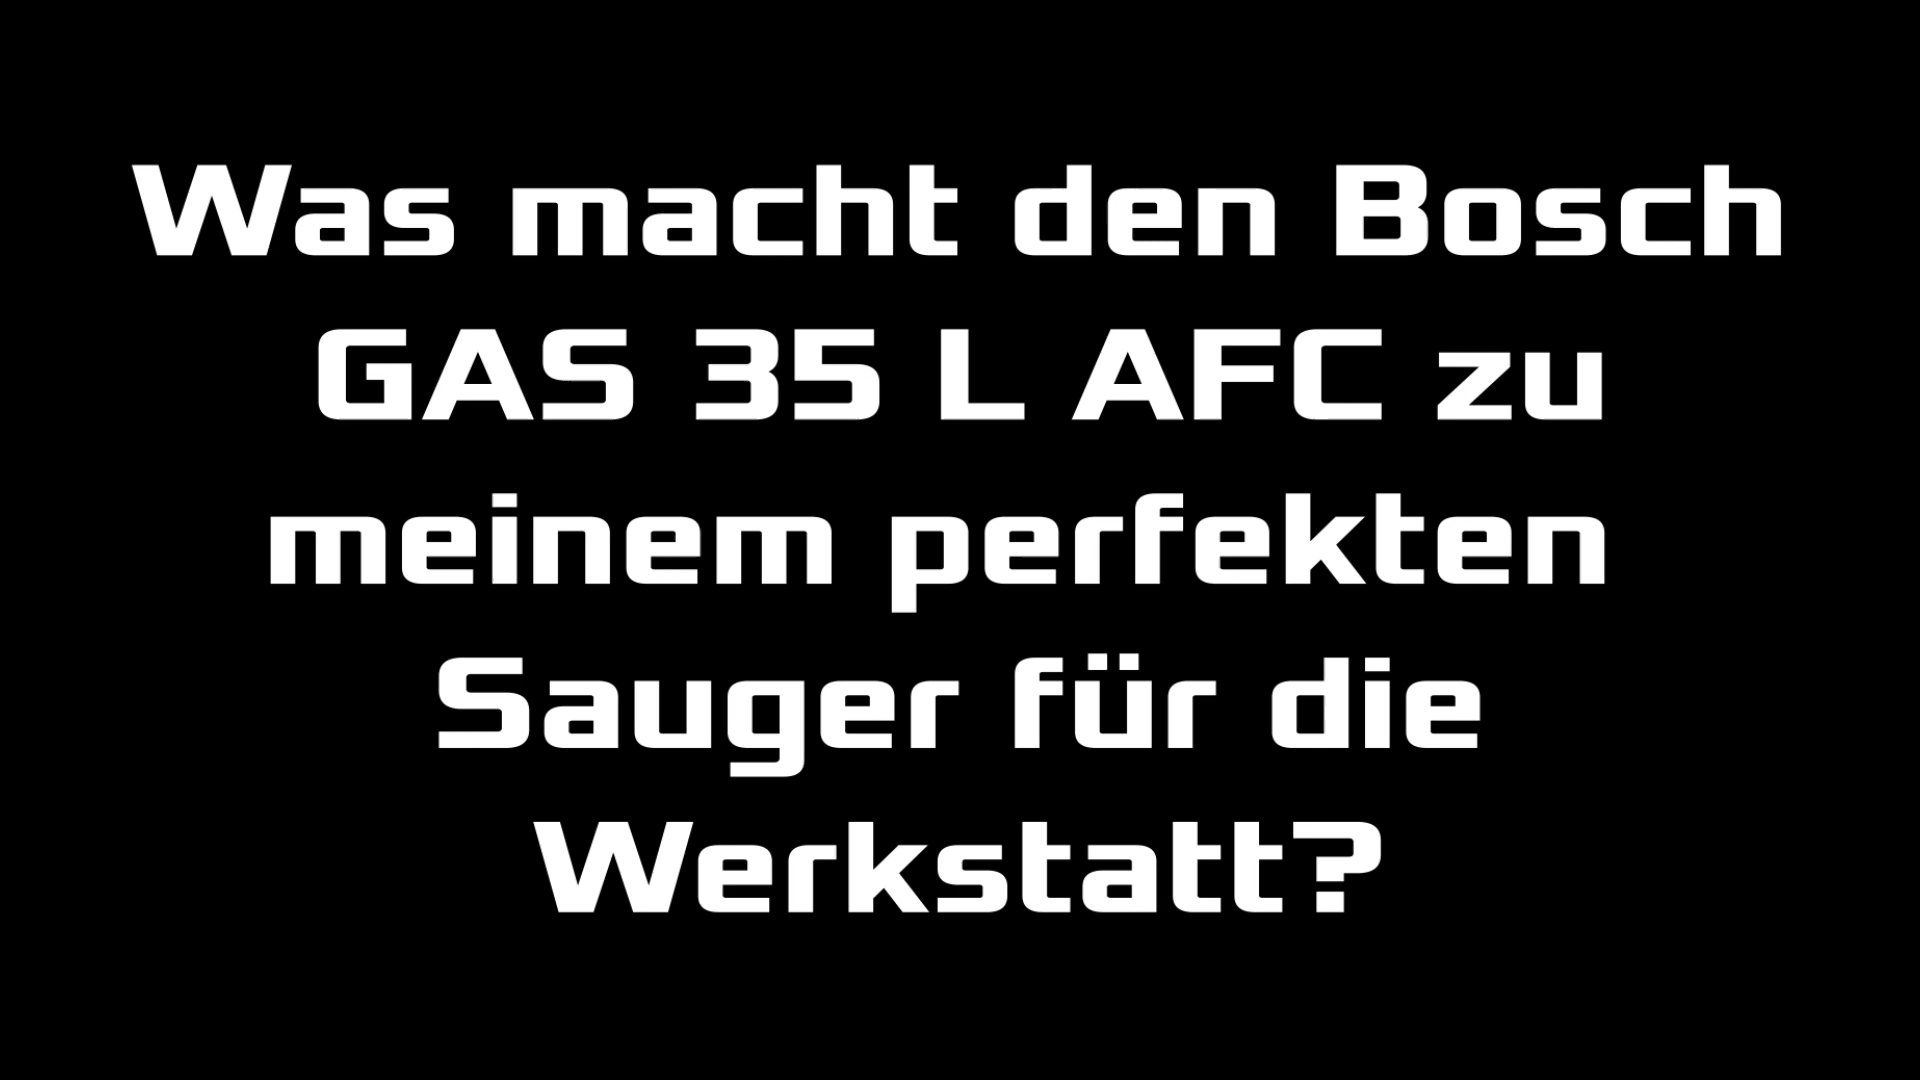 Was macht den Bosch
GAS 35 L AFC zu
meinem perfekten
Sauger für die
Werkstatt?